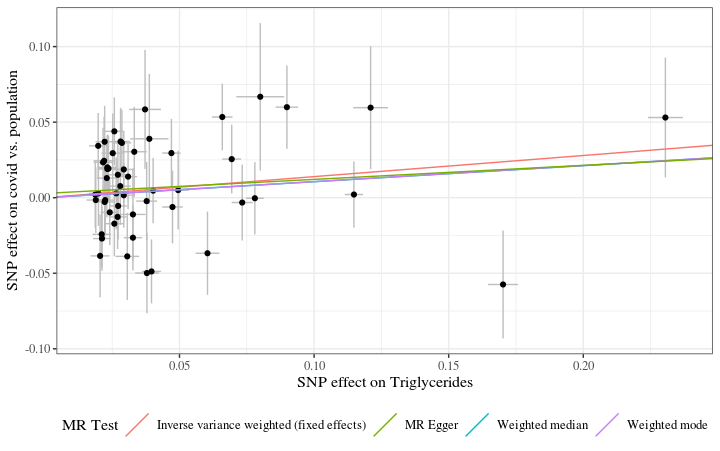 0.10
0.05
0.00
-0.05
-0.10
SNP effect on covid vs. population
0.05 0.10 0.15 0.20
SNP effect on Triglycerides
MR Test Inverse variance weighted (fixed effects) MR Egger Weighted median Weighted mode